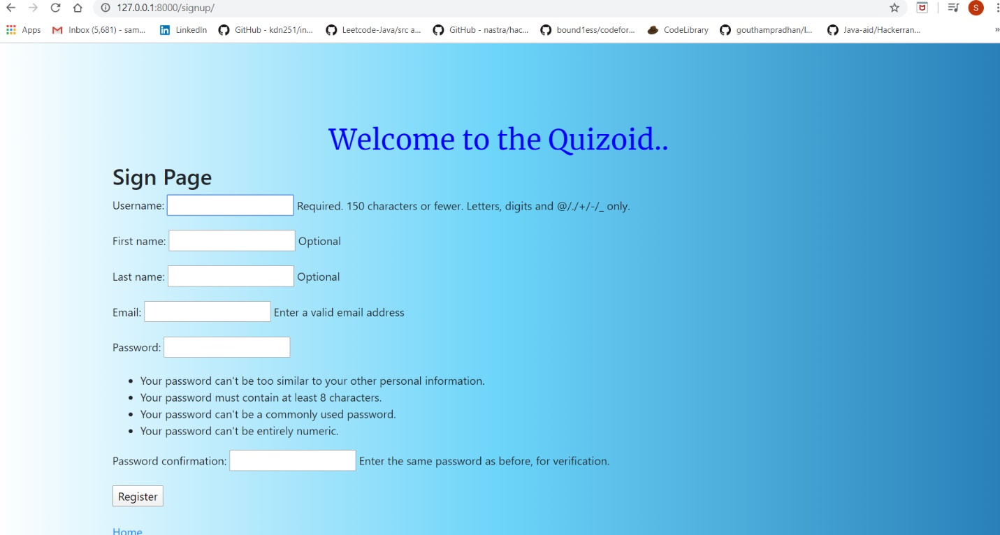 127.0.0.1:8000/signup/
S
Apps Inbox (5,681) - sam... LinkedIn GitHub - kdn251/in... Leetcode-Java/src a... GitHub - nastra/hac... bound1ess/codefor... CodeLibrary gouthampradhan/l... Java-aid/Hackerran... »
Welcome to the Quizoid..
Sign Page
Username: Required. 150 characters or fewer. Letters, digits and @/./+/-/_ only.
First name: Optional
Last name: Optional
Email: Enter a valid email address
Password:
• Your password can't be too similar to your other personal information.
• Your password must contain at least 8 characters.
• Your password can't be a commonly used password.
• Your password can't be entirely numeric.
Password confirmation: Enter the same password as before, for verification.
Register
Home